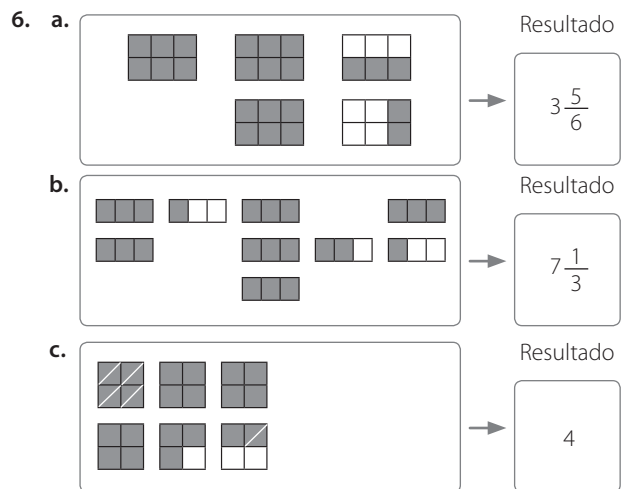 6. a.
Resultado
3 5/6
b.
Resultado
7 1/3
c.
Resultado
4